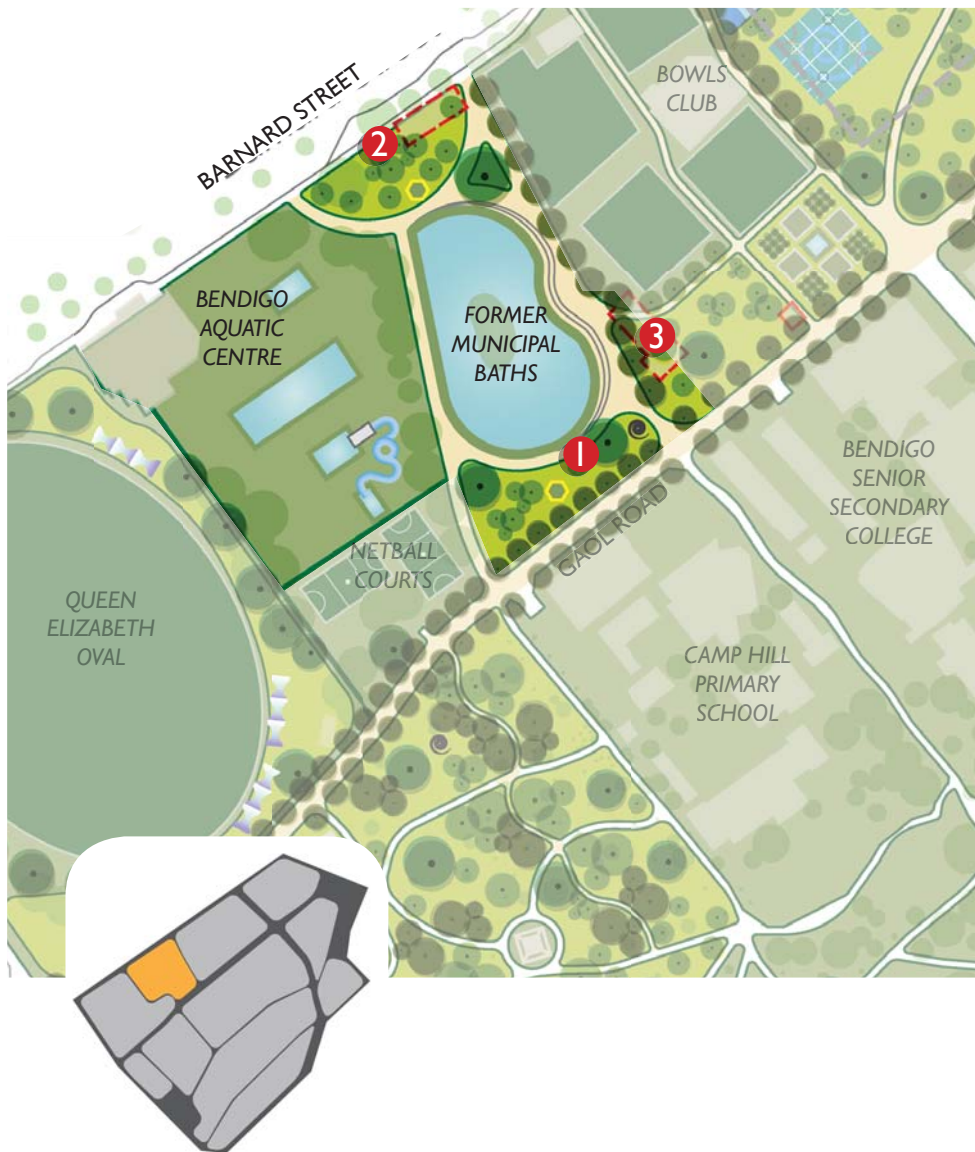 BOWLS
CLUB
BARNARD STREET
2
BENDIGO
AQUATIC
CENTRE
FORMER
MUNICIPAL
BATHS
3
1
BENDIGO
SENIOR
SECONDARY
COLLEGE
GAOL ROAD
NETBALL
COURTS
QUEEN
ELIZABETH
OVAL
CAMP HILL
PRIMARY
SCHOOL